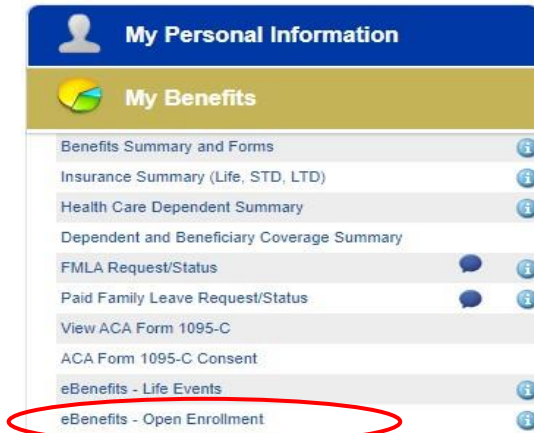 My Personal Information
My Benefits
Benefits Summary and Forms
Insurance Summary (Life, STD, LTD)
Health Care Dependent Summary
Dependent and Beneficiary Coverage Summary
FMLA Request/Status
Paid Family Leave Request/Status
View ACA Form 1095-C
ACA Form 1095-C Consent
eBenefits - Life Events
eBenefits - Open Enrollment